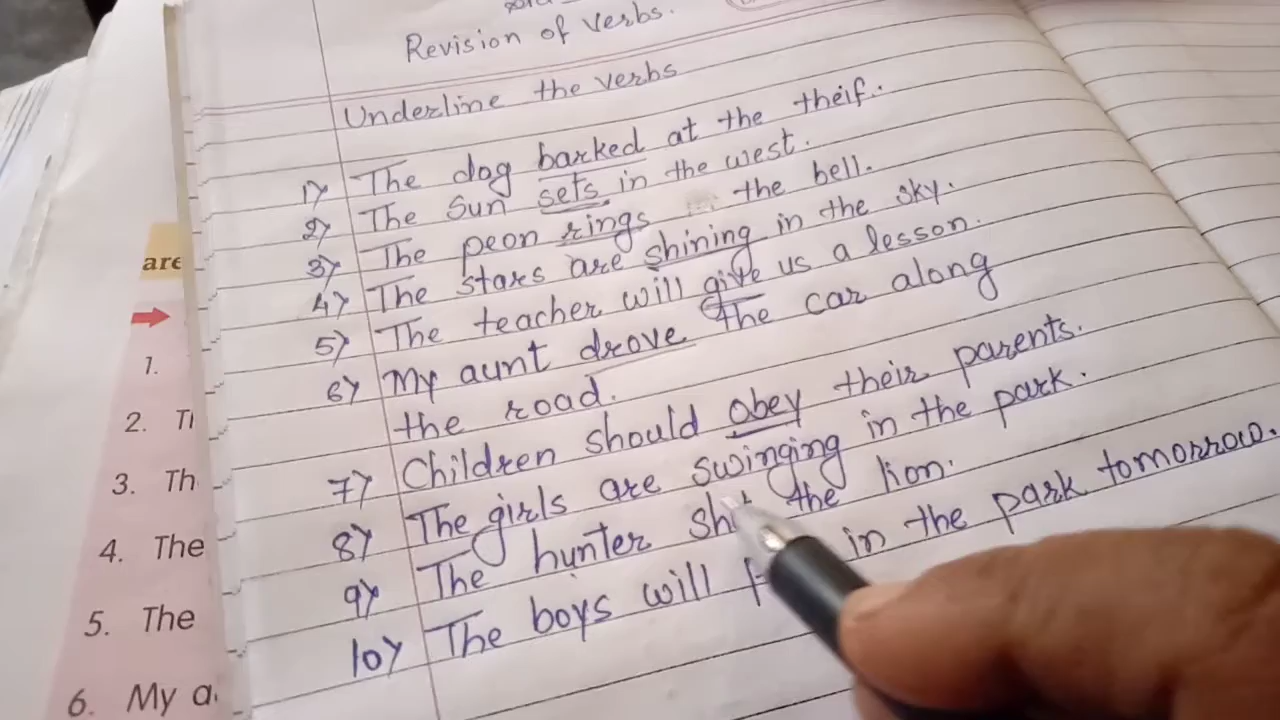 Revision of verbs.
Underline the verbs
1) The dog barked at the theif.
2) The Sun sets in the west.
3) The peon rings the bell.
4) The stars are shining in the sky.
5) The teacher will give us a lesson.
6) My aunt drove the car along
the road.
7) Children should obey their parents.
8) The girls are swinging in the park.
9) The hunter the lion.
10) The boys will in the park tomorrow.
are
1.
2.
3. Th
4. The
5. The
6. My a